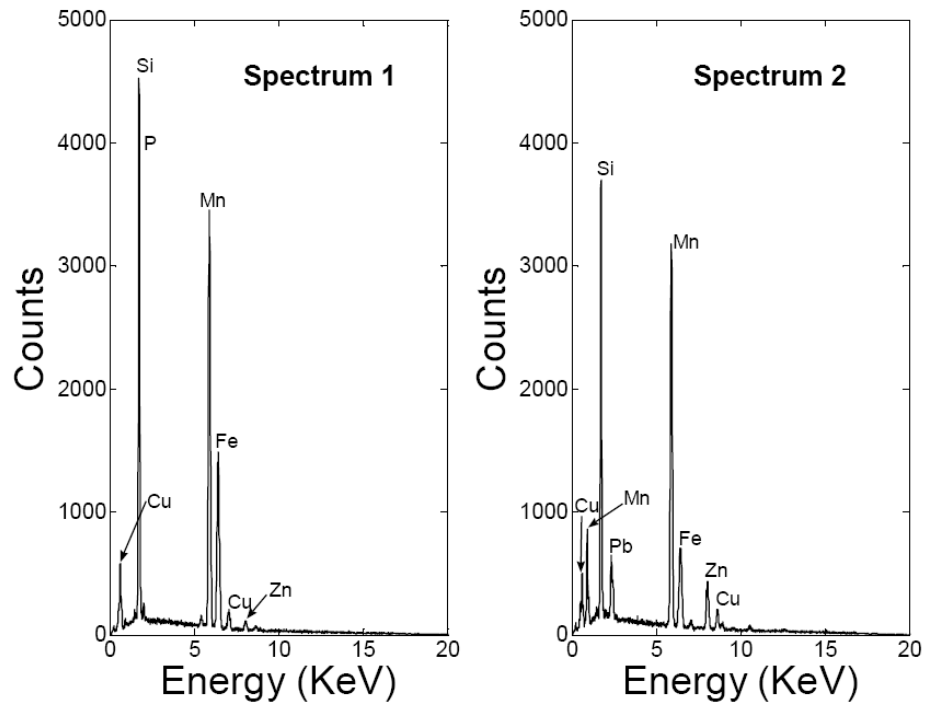 5000
4000
3000
2000
1000
0
Counts
Spectrum 1
Si
P
Mn
Fe
Cu
Cu
Zn
0
5
10
15
20
Energy (KeV)
5000
4000
3000
2000
1000
0
Counts
Spectrum 2
Si
Mn
Cu
Mn
Pb
Fe
Zn
Cu
0
5
10
15
20
Energy (KeV)